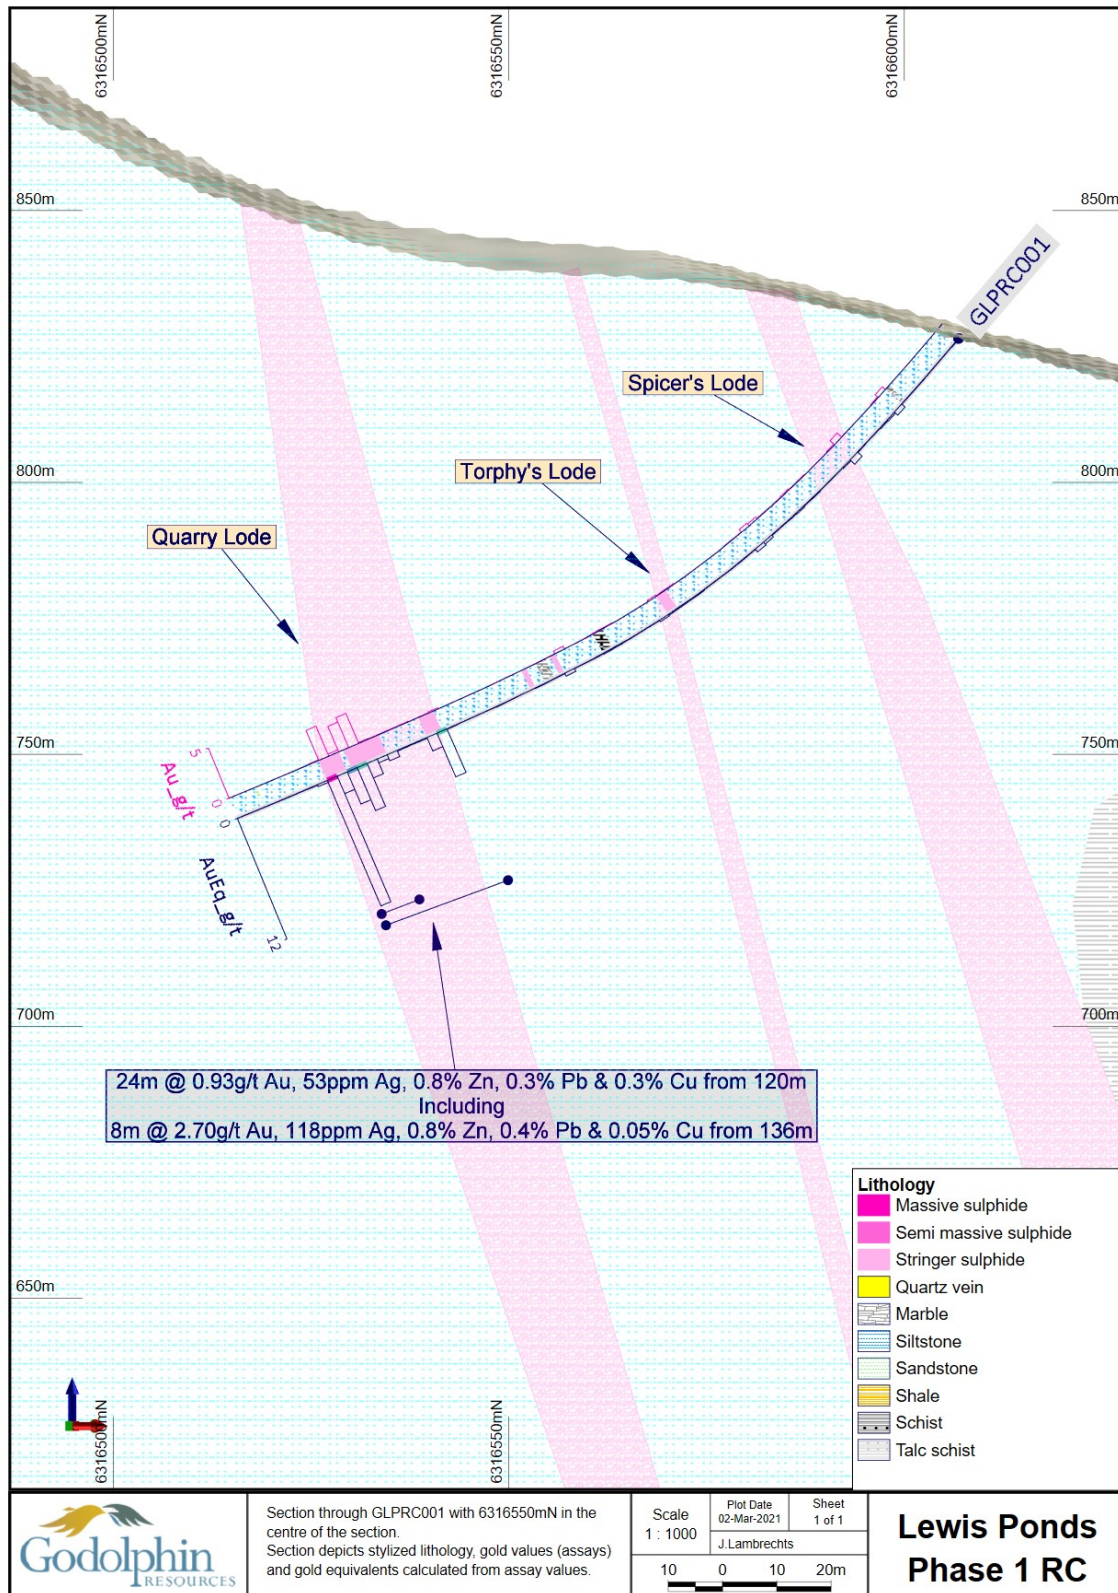 6316500mN
6316550mN
6316600mN
850m
850m
GLPRC001
Spicer's Lode
Torphy's Lode
800m
800m
Quarry Lode
750m
750m
5
0
Au_g/t
0
AuEq_g/t
12
700m
700m
24m @ 0.93g/t Au, 53ppm Ag, 0.8% Zn, 0.3% Pb & 0.3% Cu from 120m
Including
8m @ 2.70g/t Au, 118ppm Ag, 0.8% Zn, 0.4% Pb & 0.05% Cu from 136m
650m
Lithology
Massive sulphide
Semi massive sulphide
Stringer sulphide
Quartz vein
Marble
Siltstone
Sandstone
Shale
Schist
Talc schist
6316500mN
6316550mN
Godolphin
RESOURCES
Section through GLPRC001 with 6316550mN in the
centre of the section.
Section depicts stylized lithology, gold values (assays)
and gold equivalents calculated from assay values.
Scale
1 : 1000
Plot Date
02-Mar-2021
Sheet
1 of 1
J.Lambrechts
10 0 10 20m
Lewis Ponds
Phase 1 RC